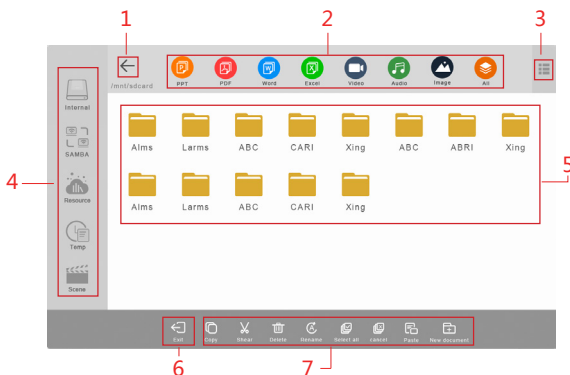 1 2 3
/mnt/sdcard
PPT PDF Word Excel Video Audio Image All
Internal
SAMBA
Resource
Temp
Scene
4
Alms Larms ABC CARI Xing ABC ABRI Xing
Alms Larms ABC CARI Xing
5
Exit Copy Shear Delete Rename Select all cancel Paste New document
6 7